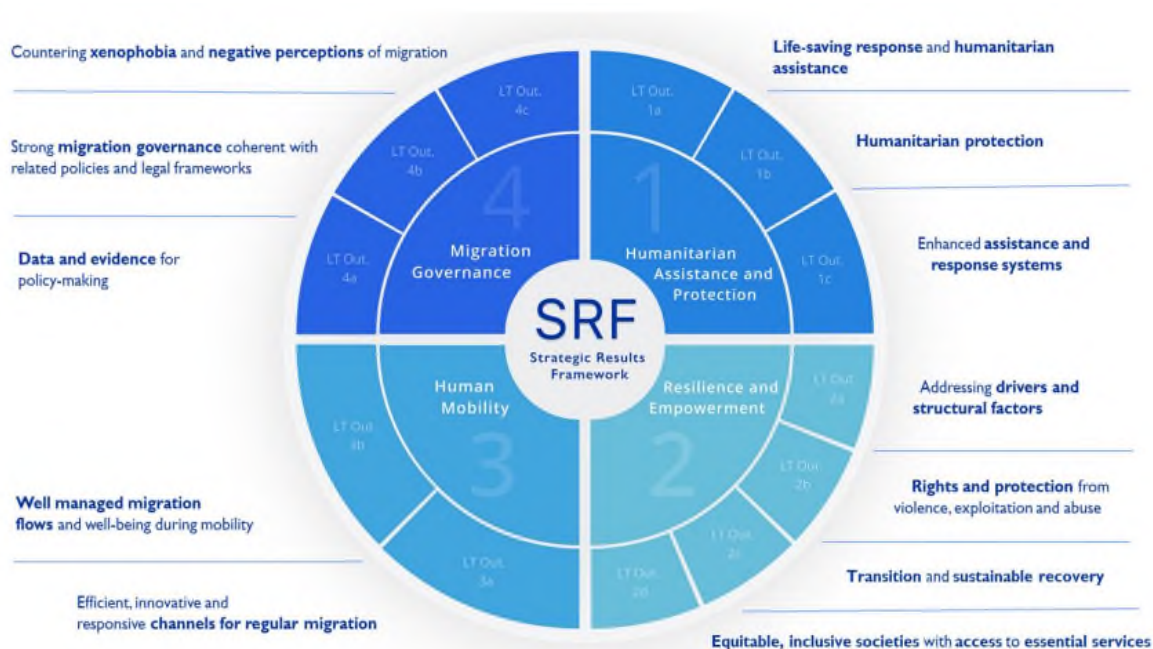 Countering xenophobia and negative perceptions of migration
Strong migration governance coherent with
related policies and legal frameworks
Data and evidence for
policy-making
Well managed migration
flows and well-being during mobility
Efficient, innovative and
responsive channels for regular migration
LT Out.
4c
LT Out.
4b
LT Out.
4a
4
Migration
Governance
LT Out.
1a
LT Out.
1b
LT Out.
1c
1
Humanitarian
Assistance and
Protection
SRF
Strategic Results
Framework
Human
Mobility
3
LT Out.
3b
LT Out.
3a
Resilience and
Empowerment
2
LT Out.
2a
LT Out.
2b
LT Out.
2c
LT Out.
2d
Life-saving response and humanitarian
assistance
Humanitarian protection
Enhanced assistance and
response systems
Addressing drivers and
structural factors
Rights and protection from
violence, exploitation and abuse
Transition and sustainable recovery
Equitable, inclusive societies with access to essential services